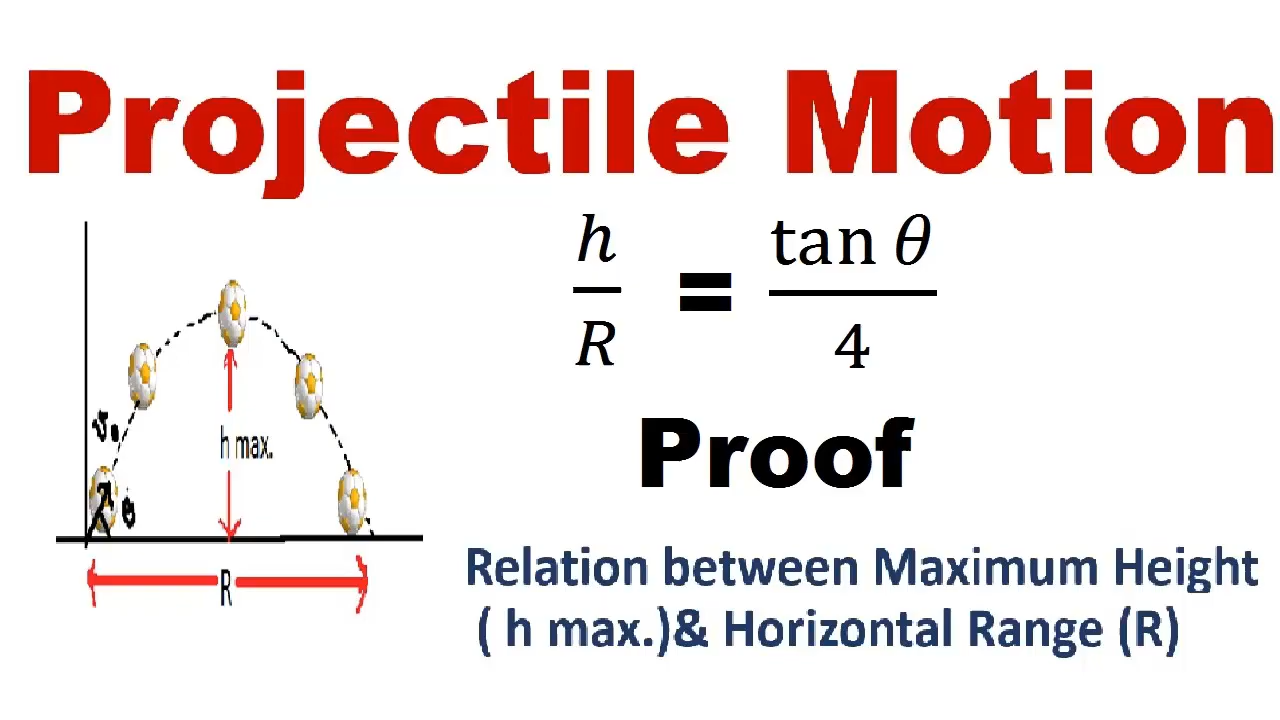 Projectile Motion
h/R = tan θ/4
Proof
v.
h max.
θ
R
Relation between Maximum Height
( h max.)& Horizontal Range (R)